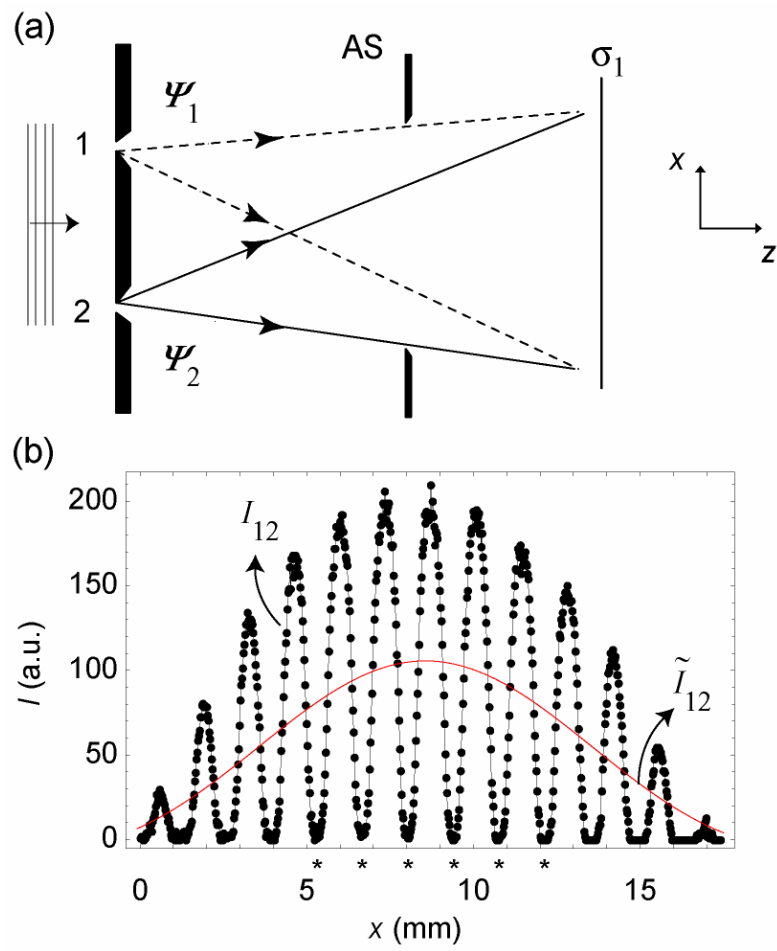 (a)
AS
σ₁
Ψ₁
1
x
z
2
Ψ₂
(b)
200
I₁₂
150
I (a.u.)
100
Ĩ₁₂
50
0
0 5 10 15
* * * * * *
x (mm)